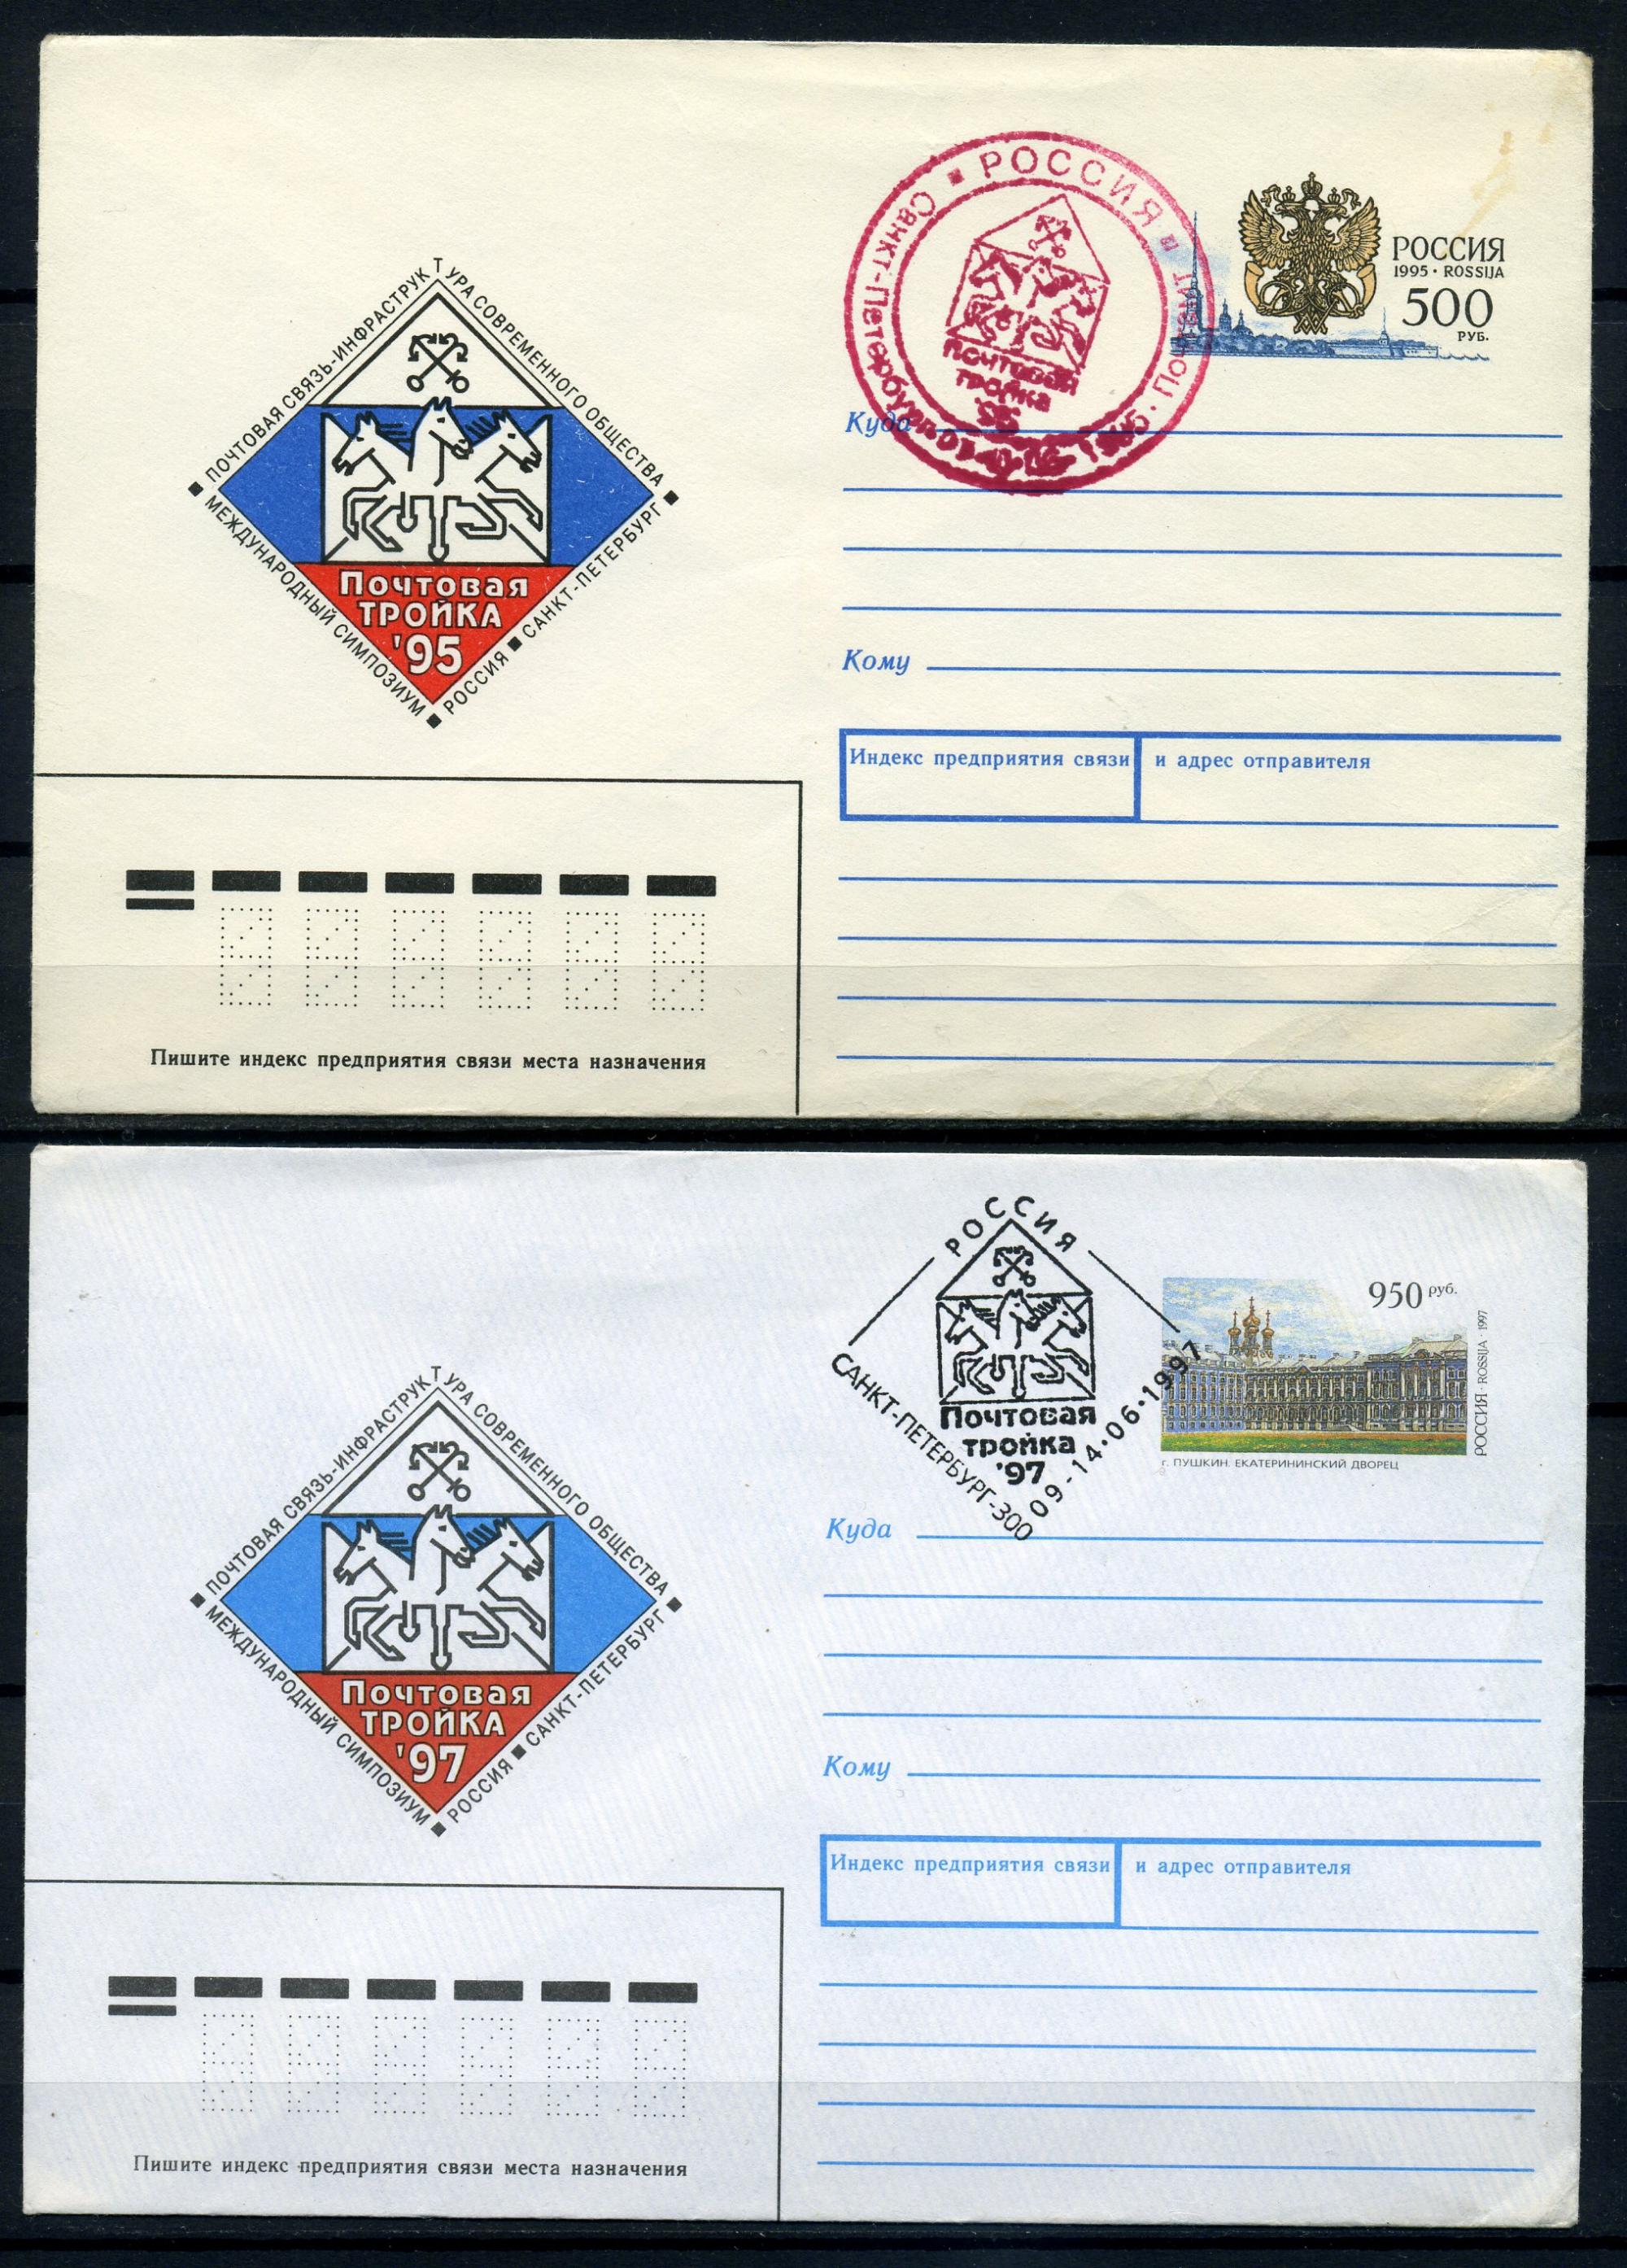 ПОЧТОВАЯ СВЯЗЬ-ИНФРАСТРУКТУРА СОВРЕМЕННОГО ОБЩЕСТВА
МЕЖДУНАРОДНЫЙ СИМПОЗИУМ
РОССИЯ ■ САНКТ-ПЕТЕРБУРГ
Почтовая
ТРОЙКА
'95
РОССИЯ
Санкт-Петербург
Почтовая
тройка
'95
РОССИЯ
1995 · ROSSIJA
500
РУБ.
Куда
Кому
Индекс предприятия связи
и адрес отправителя
Пишите индекс предприятия связи места назначения
ПОЧТОВАЯ СВЯЗЬ-ИНФРАСТРУКТУРА СОВРЕМЕННОГО ОБЩЕСТВА
МЕЖДУНАРОДНЫЙ СИМПОЗИУМ
РОССИЯ ■ САНКТ-ПЕТЕРБУРГ
Почтовая
ТРОЙКА
'97
РОССИЯ
САНКТ-ПЕТЕРБУРГ-300
09-14·06·1997
Почтовая
тройка
'97
950 руб.
РОССИЯ · ROSSIJA · 1997
г. ПУШКИН. ЕКАТЕРИНИНСКИЙ ДВОРЕЦ
Куда
Кому
Индекс предприятия связи
и адрес отправителя
Пишите индекс предприятия связи места назначения